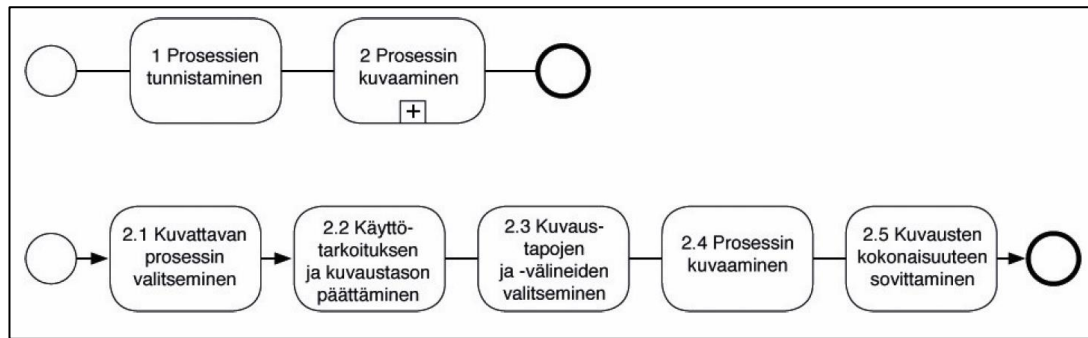 1 Prosessien
tunnistaminen
2 Prosessin
kuvaaminen
+
2.1 Kuvattavan
prosessin
valitseminen
2.2 Käyttö-
tarkoituksen
ja kuvaustason
päättäminen
2.3 Kuvaus-
tapojen
ja -välineiden
valitseminen
2.4 Prosessin
kuvaaminen
2.5 Kuvausten
kokonaisuuteen
sovittaminen